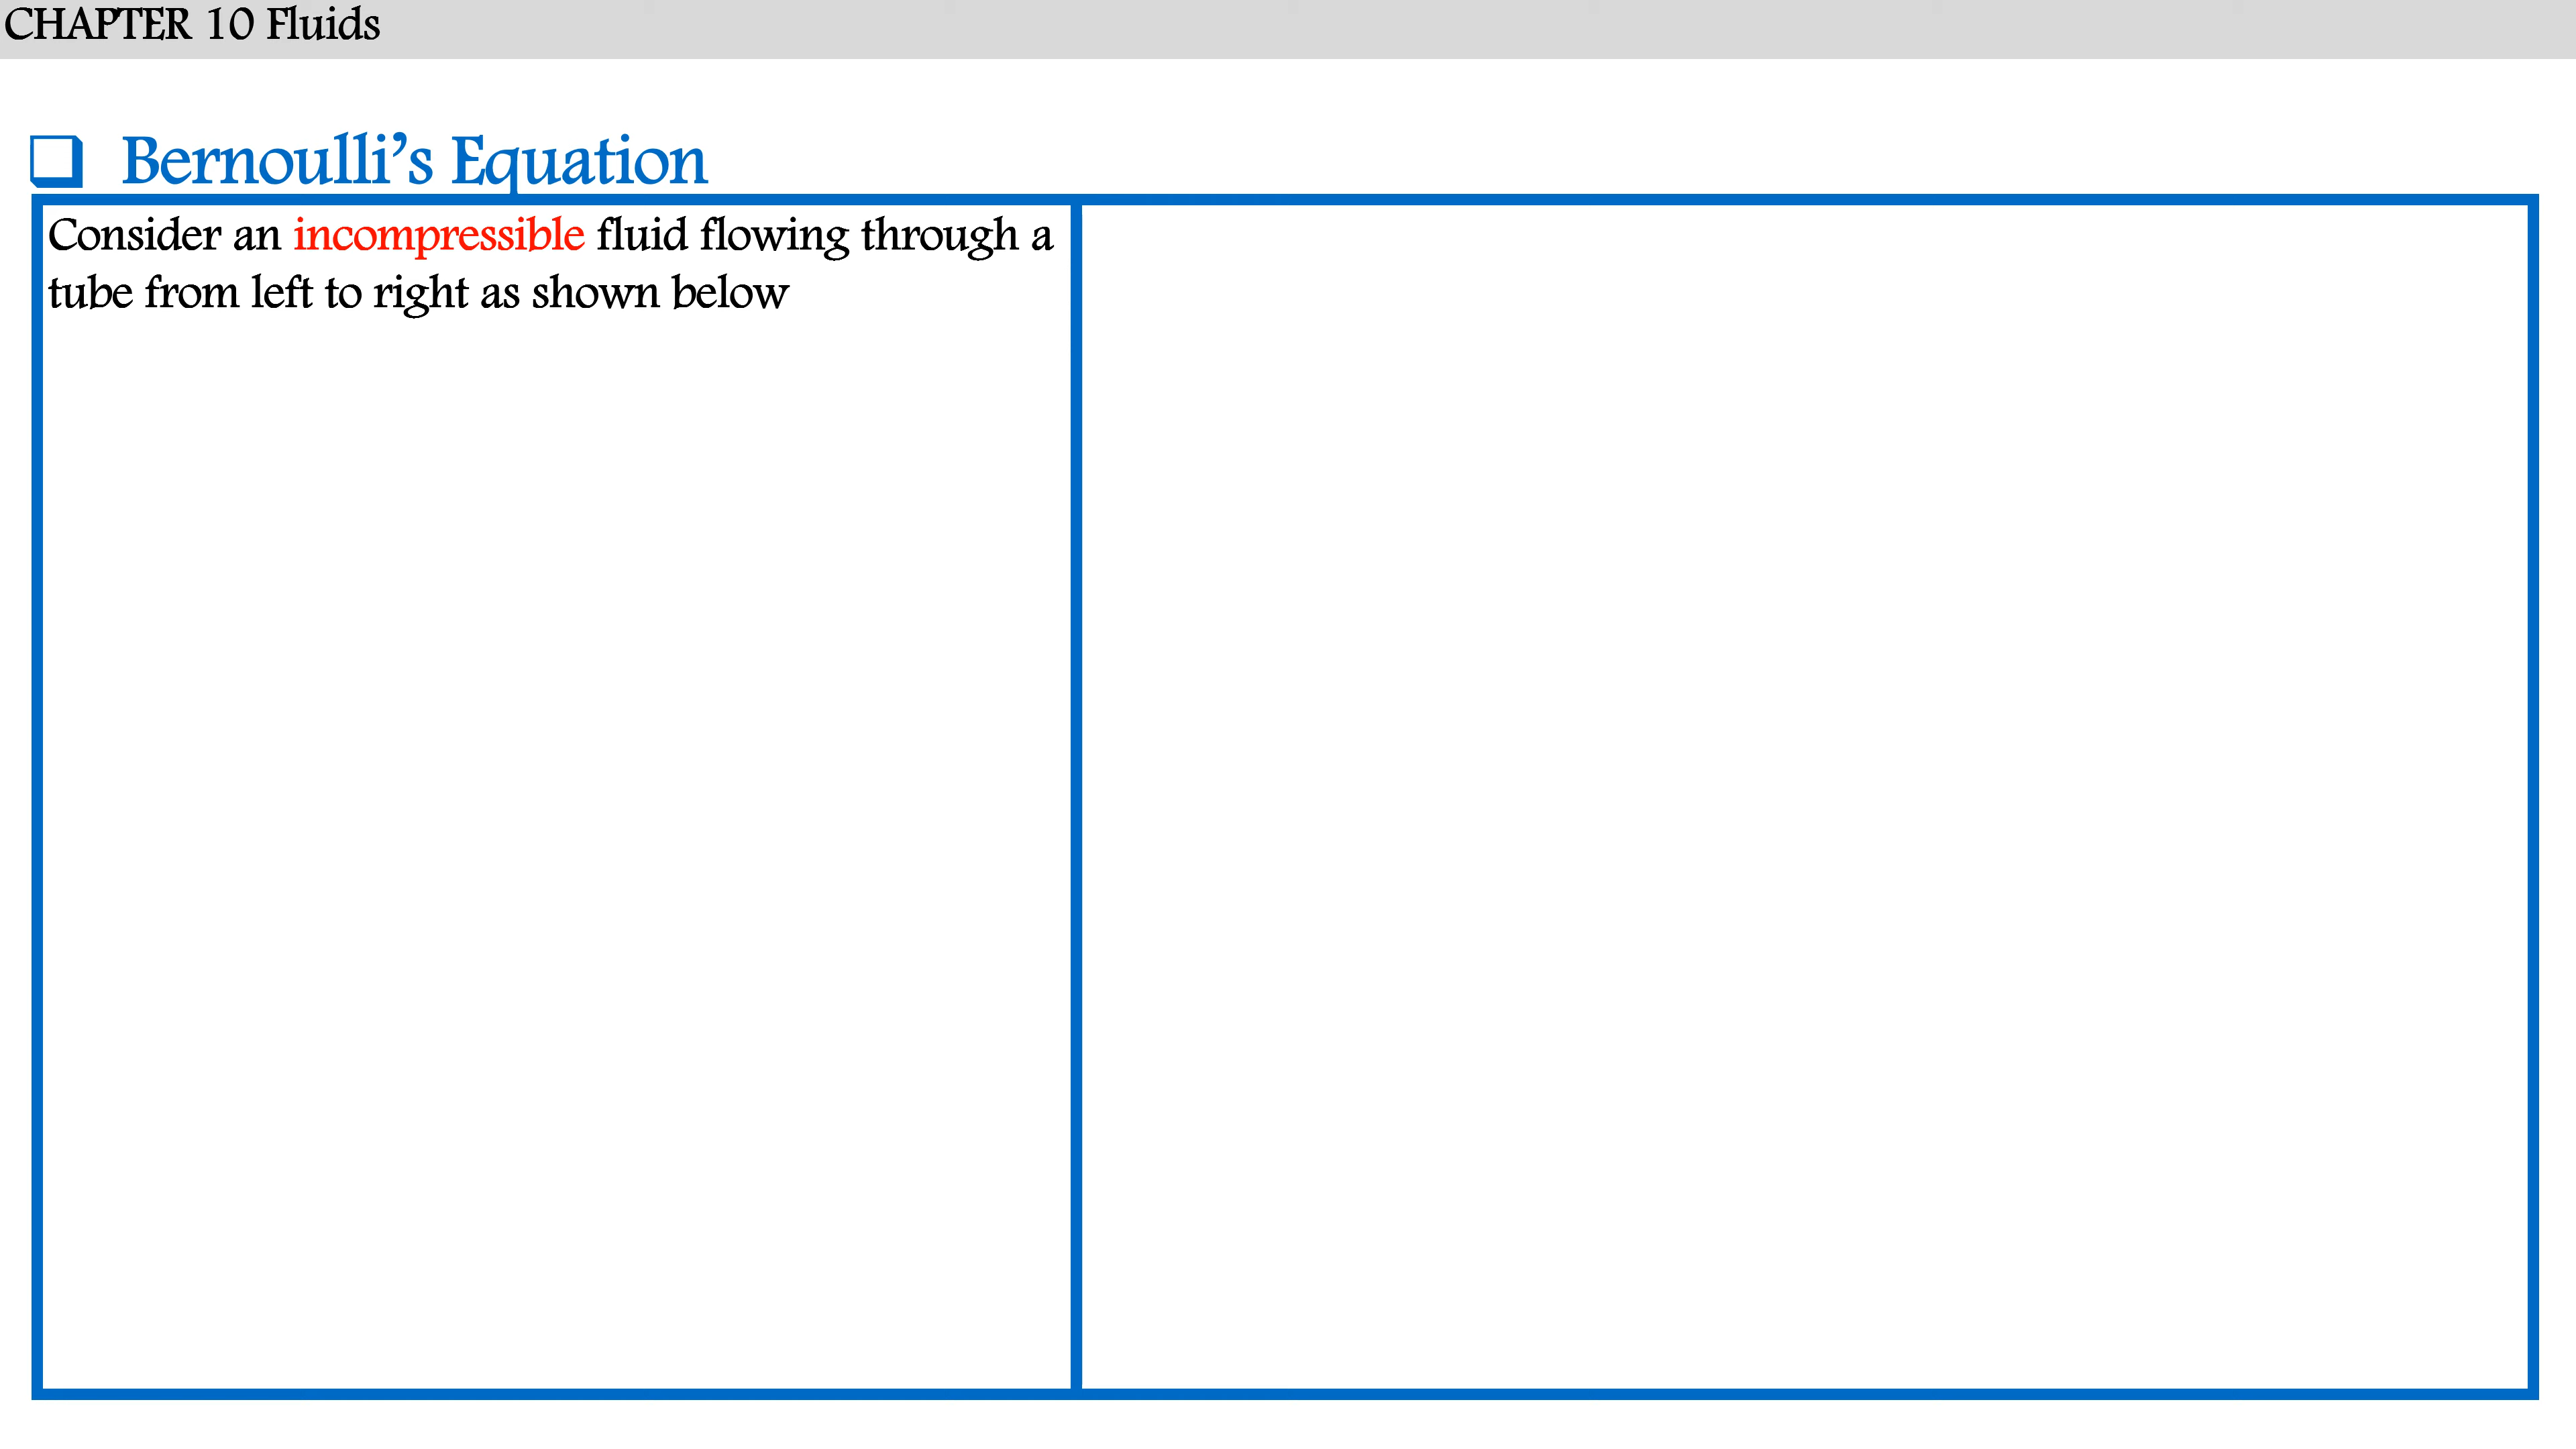 CHAPTER 10 Fluids
Bernoulli’s Equation
Consider an incompressible fluid flowing through a
tube from left to right as shown below